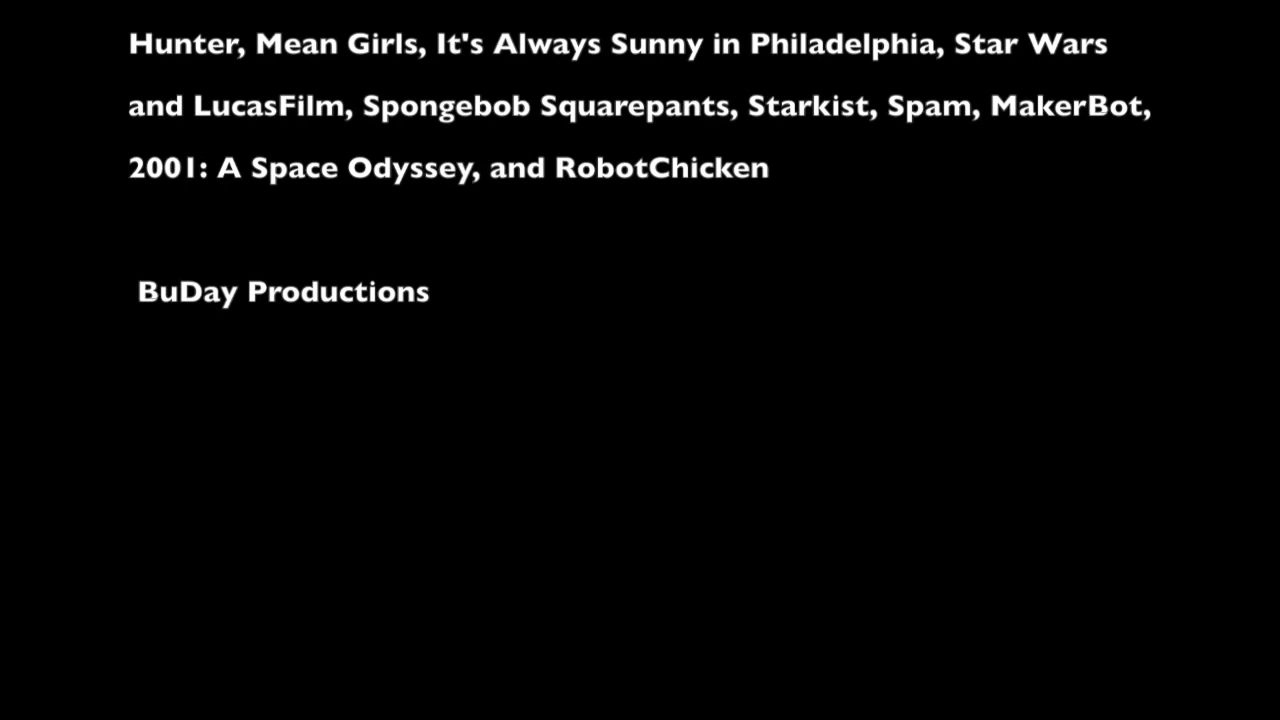 Hunter, Mean Girls, It's Always Sunny in Philadelphia, Star Wars
and LucasFilm, Spongebob Squarepants, Starkist, Spam, MakerBot,
2001: A Space Odyssey, and RobotChicken
BuDay Productions